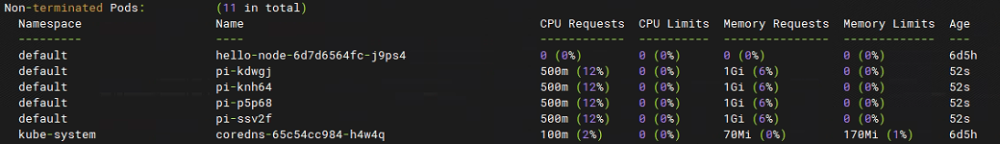 Non-terminated Pods: (11 in total)
Namespace Name CPU Requests CPU Limits Memory Requests Memory Limits Age
--------- ---- ------------ ---------- --------------- ------------- ---
default hello-node-6d7d6564fc-j9ps4 0 (0%) 0 (0%) 0 (0%) 0 (0%) 6d5h
default pi-kdwgj 500m (12%) 0 (0%) 1Gi (6%) 0 (0%) 52s
default pi-knh64 500m (12%) 0 (0%) 1Gi (6%) 0 (0%) 52s
default pi-p5p68 500m (12%) 0 (0%) 1Gi (6%) 0 (0%) 52s
default pi-ssv2f 500m (12%) 0 (0%) 1Gi (6%) 0 (0%) 52s
kube-system coredns-65c54cc984-h4w4q 100m (2%) 0 (0%) 70Mi (0%) 170Mi (1%) 6d5h